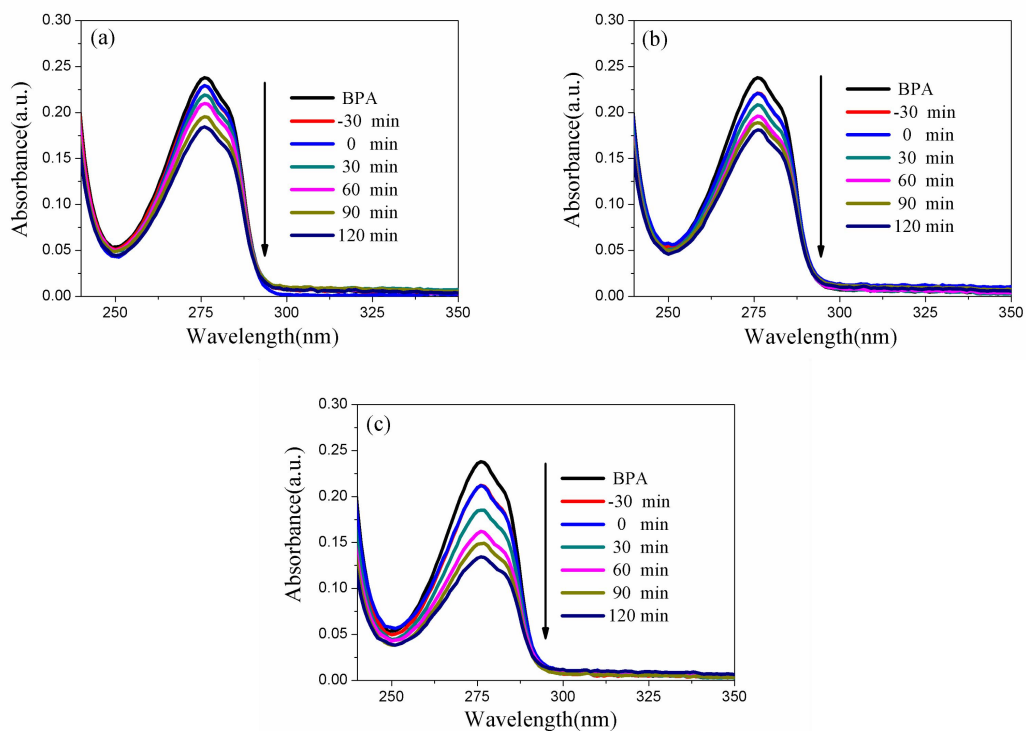 (a)
0.30
0.25
0.20
0.15
0.10
0.05
0.00
Absorbance(a.u.)
BPA
-30 min
0 min
30 min
60 min
90 min
120 min
250 275 300 325 350
Wavelength(nm)
(b)
0.30
0.25
0.20
0.15
0.10
0.05
0.00
Absorbance(a.u.)
BPA
-30 min
0 min
30 min
60 min
90 min
120 min
250 275 300 325 350
Wavelength(nm)
(c)
0.30
0.25
0.20
0.15
0.10
0.05
0.00
Absorbance(a.u.)
BPA
-30 min
0 min
30 min
60 min
90 min
120 min
250 275 300 325 350
Wavelength(nm)